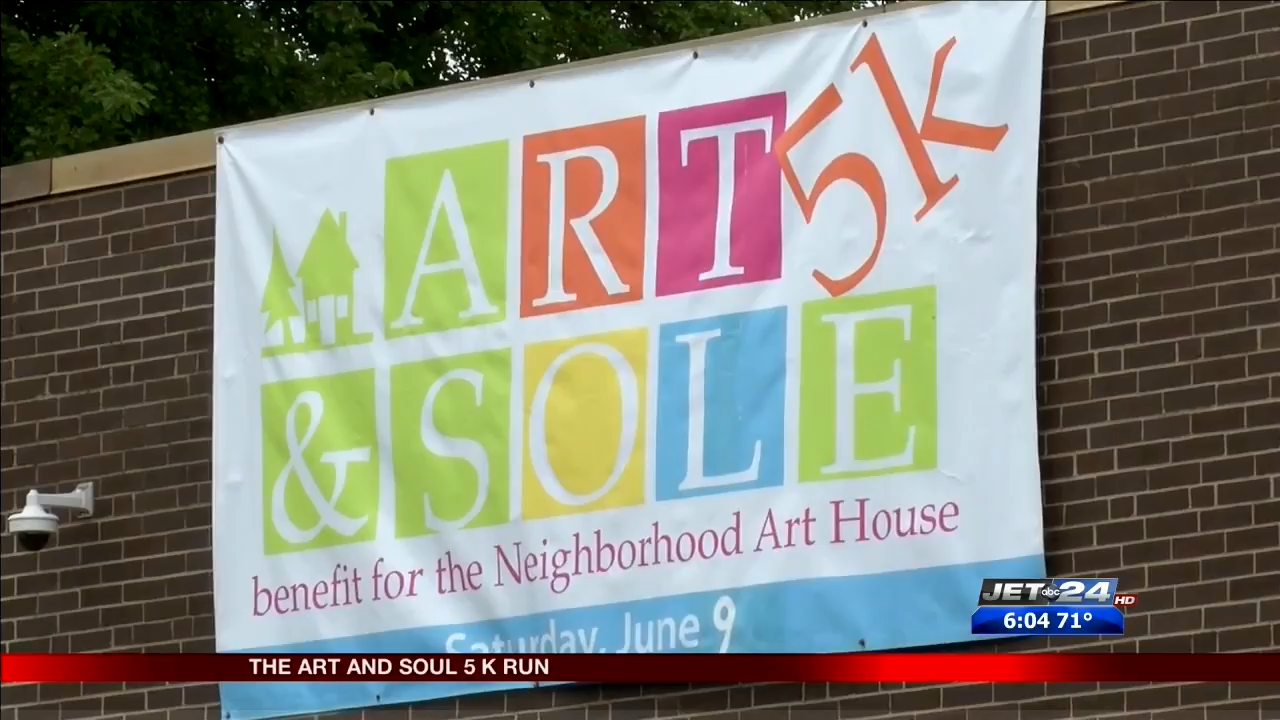 ART 5k
& SOLE
benefit for the Neighborhood Art House
Saturday, June 9
JET abc 24 HD
6:04 71°
THE ART AND SOUL 5 K RUN